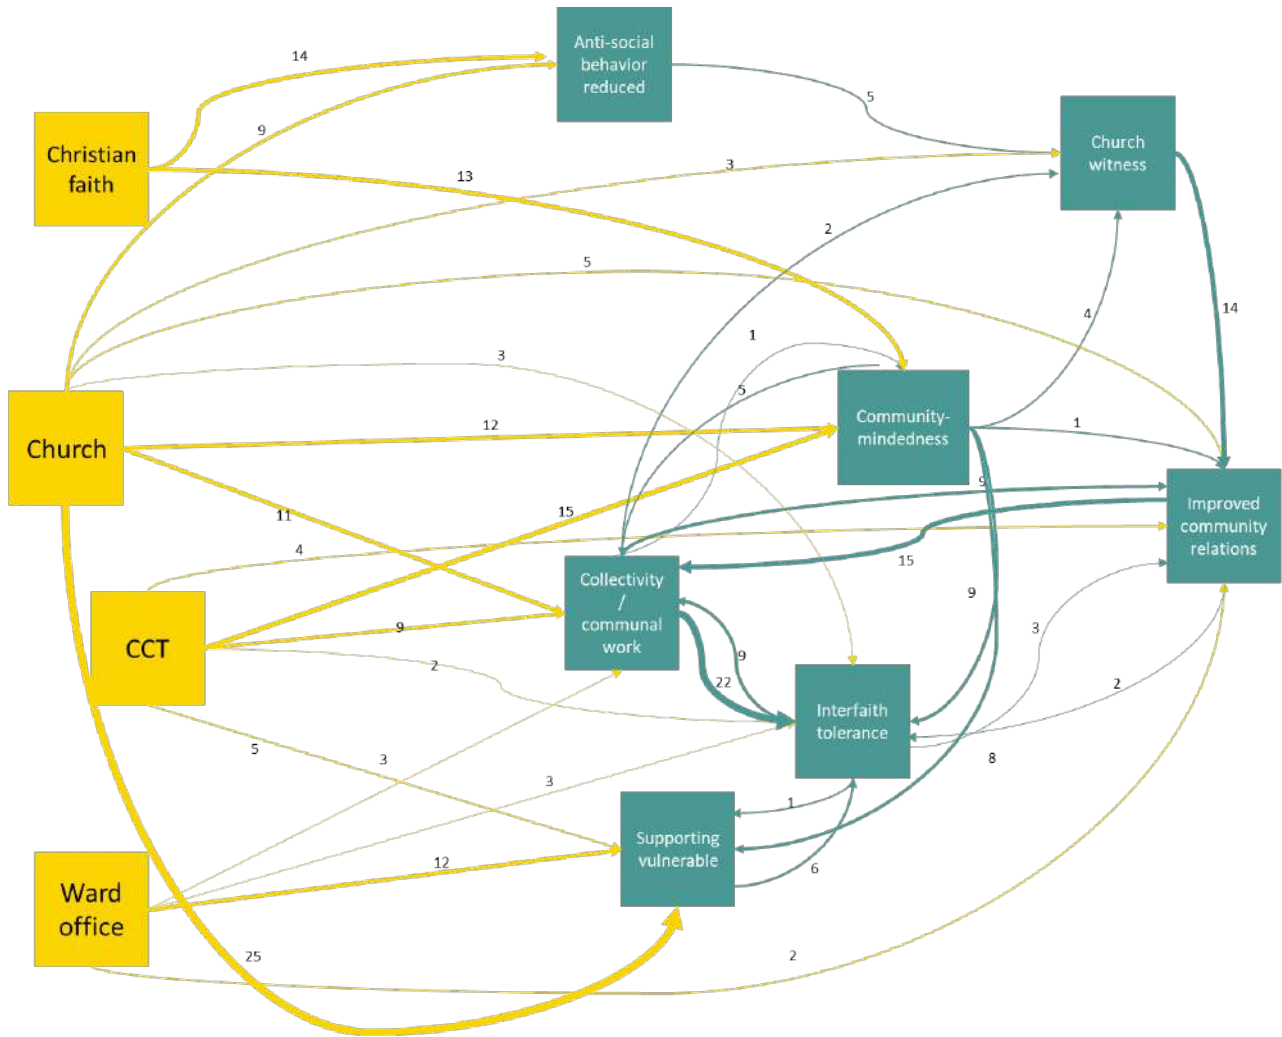 Anti-social
behavior
reduced
14
5
Church
witness
9
Christian
faith
3
13
2
5
14
4
1
3
5
Community-
mindedness
1
12
Church
9
Improved
community
relations
15
11
4
15
Collectivity
/
communal
work
9
9
3
CCT
2
9
22
2
Interfaith
tolerance
5
3
3
8
1
Supporting
vulnerable
12
6
Ward
office
25
2